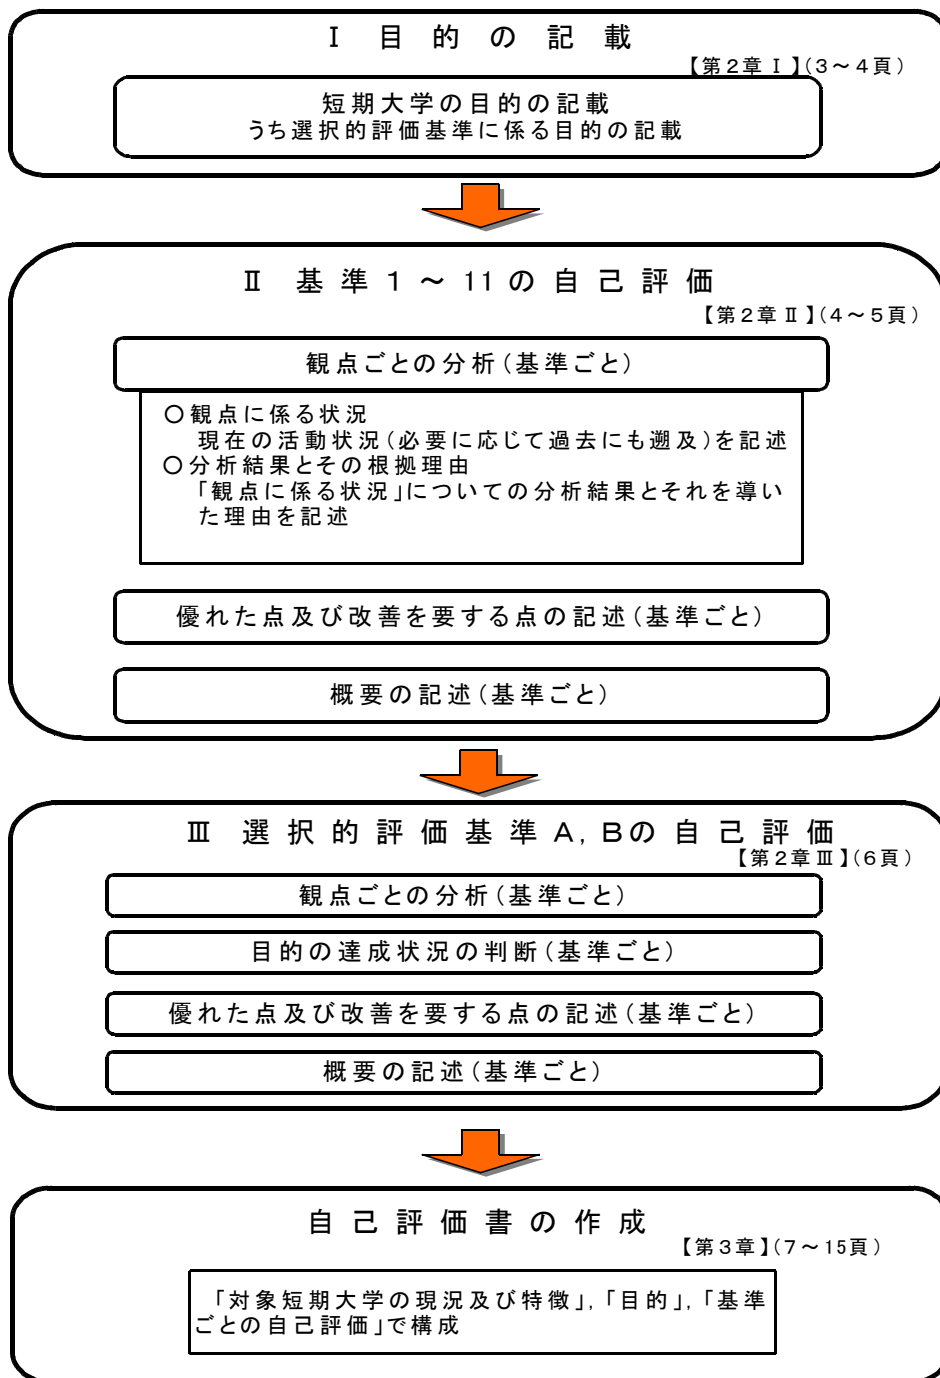 Ⅰ 目的の記載
【第２章Ⅰ】(３～４頁)
短期大学の目的の記載
うち選択的評価基準に係る目的の記載
Ⅱ 基準１～11の自己評価
【第２章Ⅱ】(４～５頁)
観点ごとの分析(基準ごと)
○観点に係る状況
現在の活動状況(必要に応じて過去にも遡及)を記述
○分析結果とその根拠理由
「観点に係る状況」についての分析結果とそれを導い
た理由を記述
優れた点及び改善を要する点の記述(基準ごと)
概要の記述(基準ごと)
Ⅲ 選択的評価基準Ａ,Ｂの自己評価
【第２章Ⅲ】(６頁)
観点ごとの分析(基準ごと)
目的の達成状況の判断(基準ごと)
優れた点及び改善を要する点の記述(基準ごと)
概要の記述(基準ごと)
自己評価書の作成
【第３章】(７～15頁)
「対象短期大学の現況及び特徴」,「目的」,「基準
ごとの自己評価」で構成